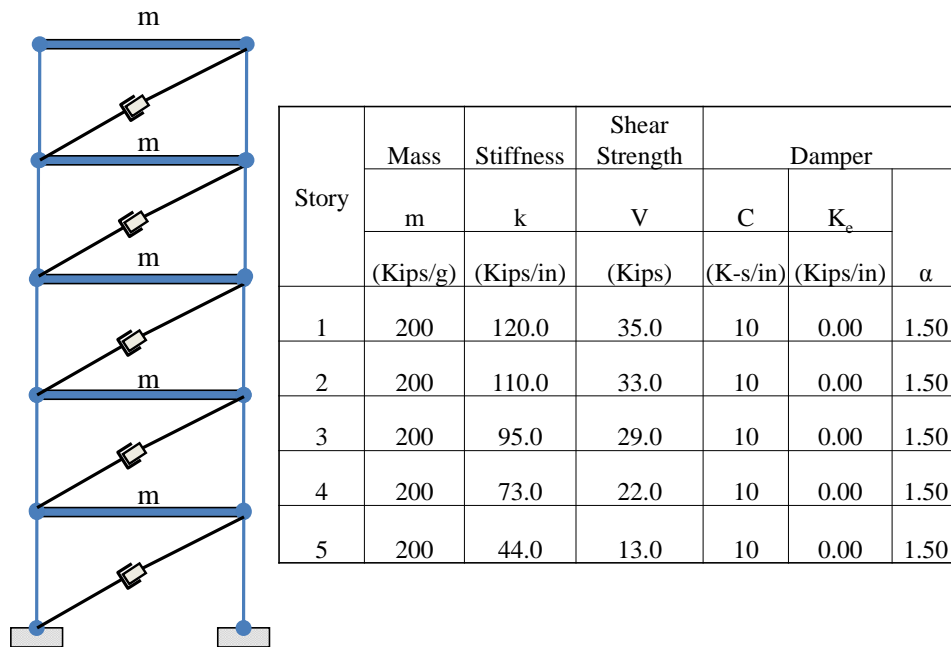 m
m
m
m
m
Story
Mass
Stiffness
Shear
Strength
Damper
m
k
V
C
Ke
α
(Kips/g)
(Kips/in)
(Kips)
(K-s/in)
(Kips/in)
1 200 120.0 35.0 10 0.00 1.50
2 200 110.0 33.0 10 0.00 1.50
3 200 95.0 29.0 10 0.00 1.50
4 200 73.0 22.0 10 0.00 1.50
5 200 44.0 13.0 10 0.00 1.50